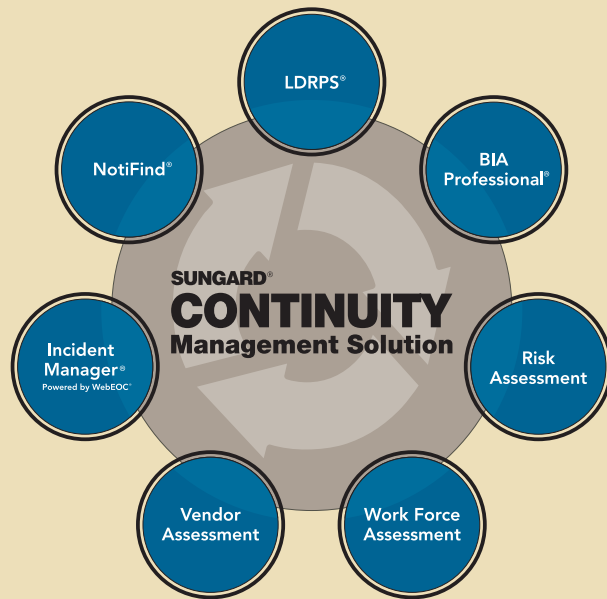 LDRPS®
BIA
Professional®
Risk
Assessment
Work Force
Assessment
Vendor
Assessment
Incident
Manager®
Powered by WebEOC®
NotiFind®
SUNGARD®
CONTINUITY
Management Solution